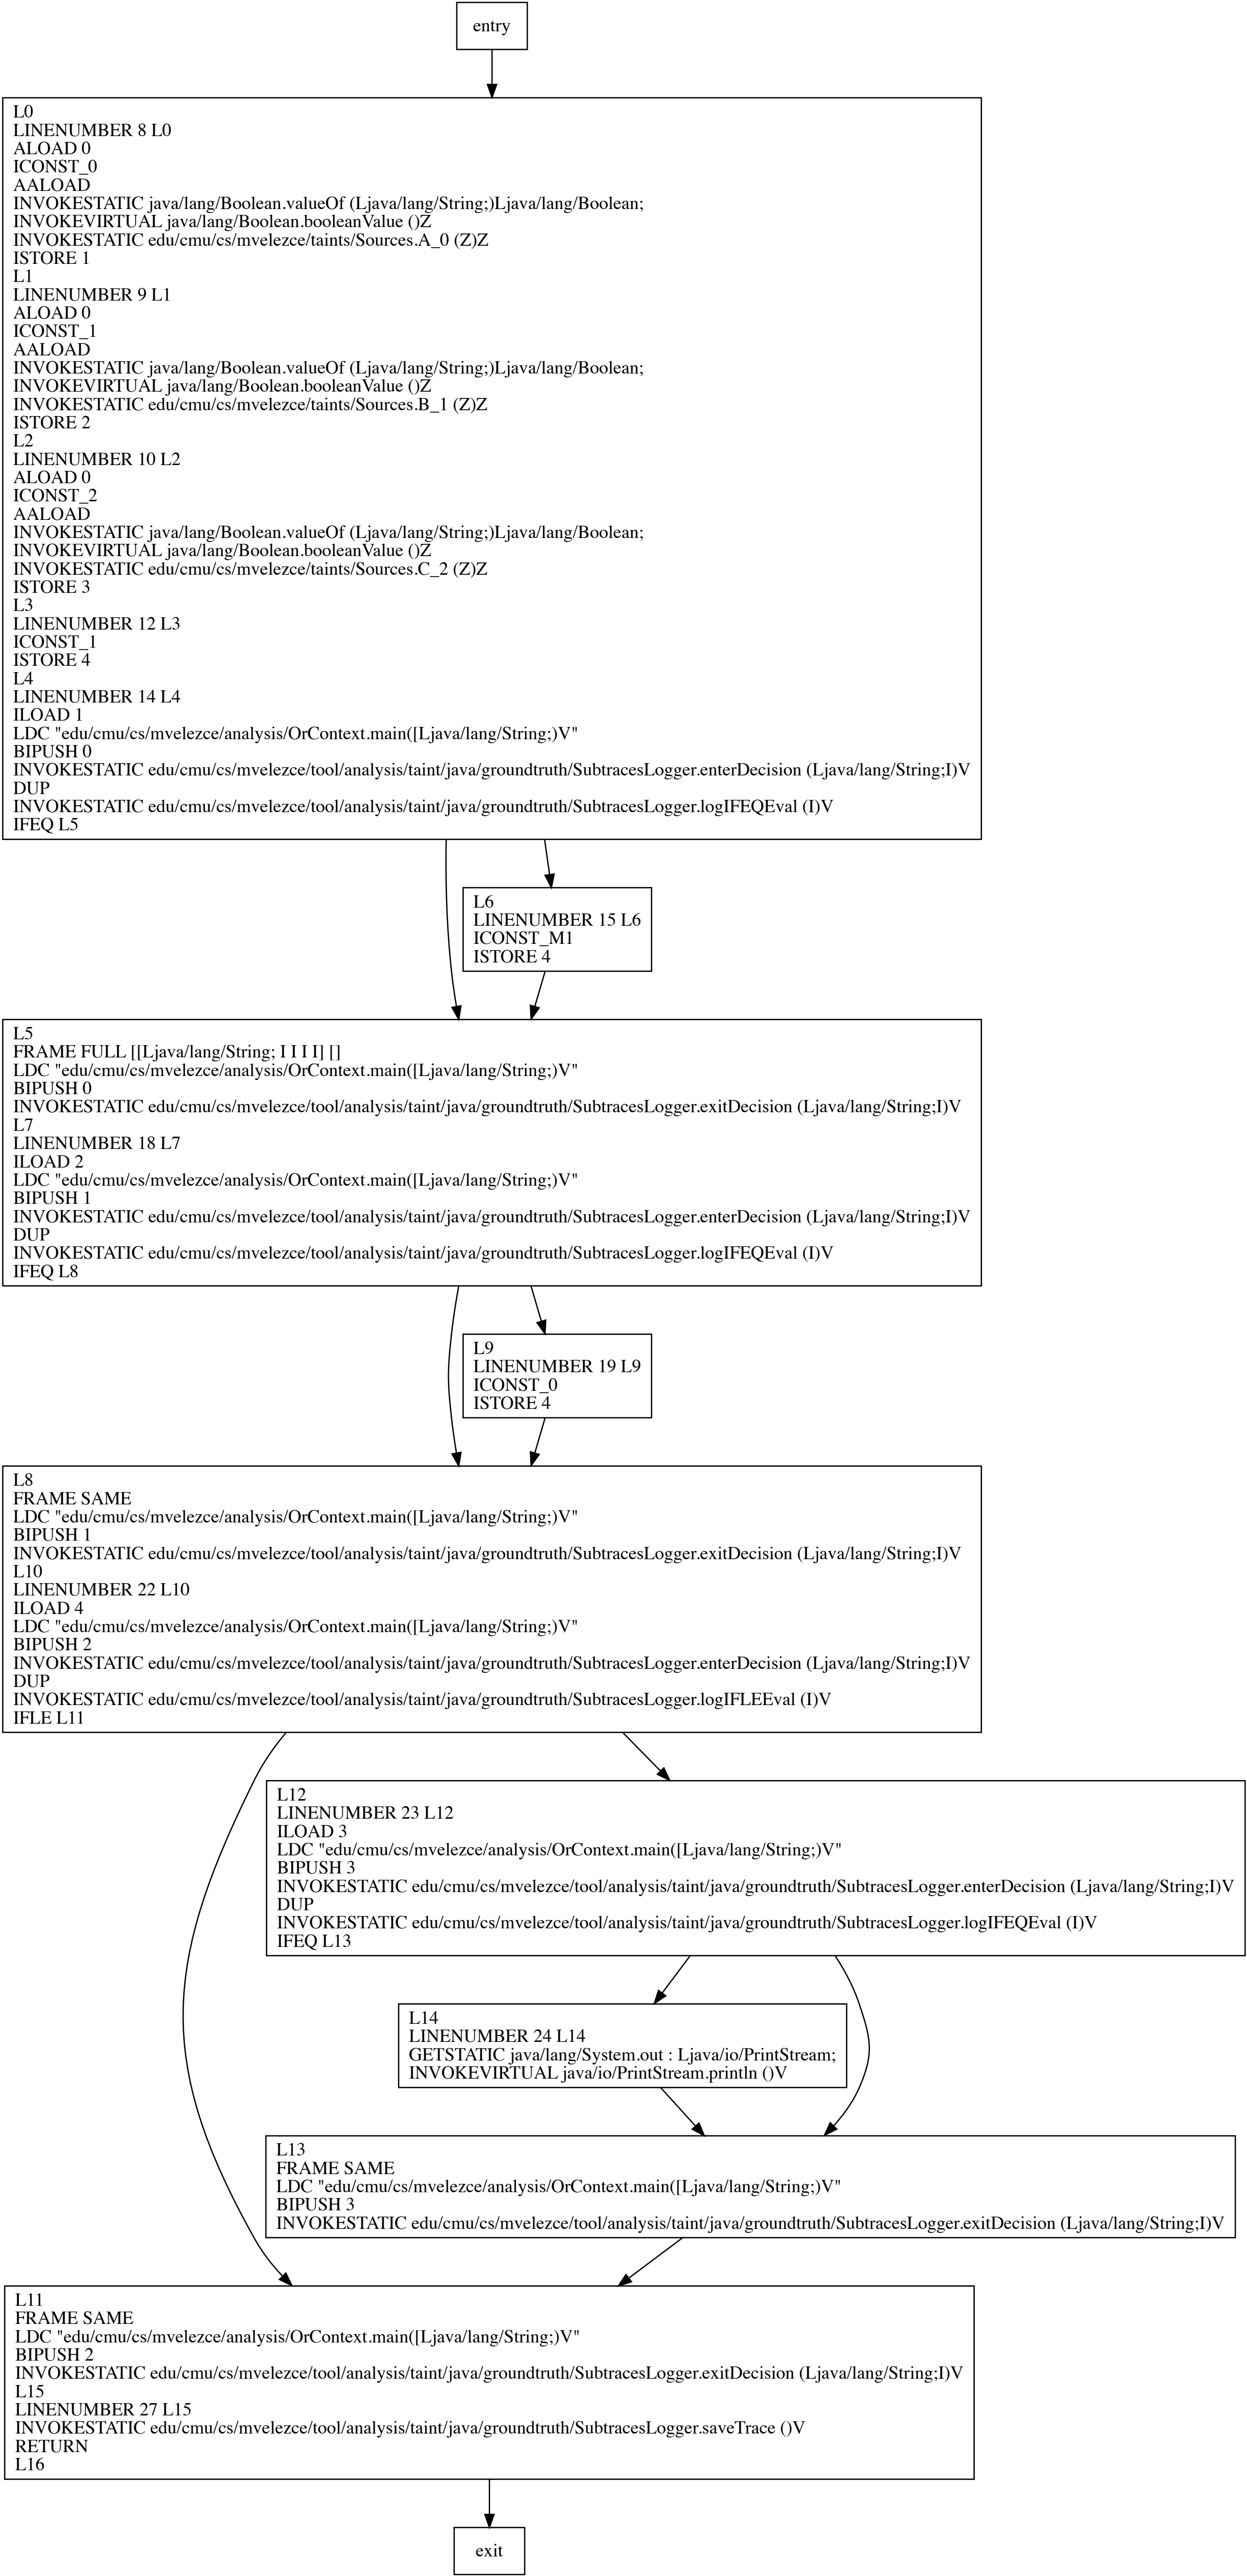 entry
L0
LINENUMBER 8 L0
ALOAD 0
ICONST_0
AALOAD
INVOKESTATIC java/lang/Boolean.valueOf (Ljava/lang/String;)Ljava/lang/Boolean;
INVOKEVIRTUAL java/lang/Boolean.booleanValue ()Z
INVOKESTATIC edu/cmu/cs/mvelezce/taints/Sources.A_0 (Z)Z
ISTORE 1
L1
LINENUMBER 9 L1
ALOAD 0
ICONST_1
AALOAD
INVOKESTATIC java/lang/Boolean.valueOf (Ljava/lang/String;)Ljava/lang/Boolean;
INVOKEVIRTUAL java/lang/Boolean.booleanValue ()Z
INVOKESTATIC edu/cmu/cs/mvelezce/taints/Sources.B_1 (Z)Z
ISTORE 2
L2
LINENUMBER 10 L2
ALOAD 0
ICONST_2
AALOAD
INVOKESTATIC java/lang/Boolean.valueOf (Ljava/lang/String;)Ljava/lang/Boolean;
INVOKEVIRTUAL java/lang/Boolean.booleanValue ()Z
INVOKESTATIC edu/cmu/cs/mvelezce/taints/Sources.C_2 (Z)Z
ISTORE 3
L3
LINENUMBER 12 L3
ICONST_1
ISTORE 4
L4
LINENUMBER 14 L4
ILOAD 1
LDC "edu/cmu/cs/mvelezce/analysis/OrContext.main([Ljava/lang/String;)V"
BIPUSH 0
INVOKESTATIC edu/cmu/cs/mvelezce/tool/analysis/taint/java/groundtruth/SubtracesLogger.enterDecision (Ljava/lang/String;I)V
DUP
INVOKESTATIC edu/cmu/cs/mvelezce/tool/analysis/taint/java/groundtruth/SubtracesLogger.logIFEQEval (I)V
IFEQ L5
L6
LINENUMBER 15 L6
ICONST_M1
ISTORE 4
L5
FRAME FULL [[Ljava/lang/String; I I I I] []
LDC "edu/cmu/cs/mvelezce/analysis/OrContext.main([Ljava/lang/String;)V"
BIPUSH 0
INVOKESTATIC edu/cmu/cs/mvelezce/tool/analysis/taint/java/groundtruth/SubtracesLogger.exitDecision (Ljava/lang/String;I)V
L7
LINENUMBER 18 L7
ILOAD 2
LDC "edu/cmu/cs/mvelezce/analysis/OrContext.main([Ljava/lang/String;)V"
BIPUSH 1
INVOKESTATIC edu/cmu/cs/mvelezce/tool/analysis/taint/java/groundtruth/SubtracesLogger.enterDecision (Ljava/lang/String;I)V
DUP
INVOKESTATIC edu/cmu/cs/mvelezce/tool/analysis/taint/java/groundtruth/SubtracesLogger.logIFEQEval (I)V
IFEQ L8
L9
LINENUMBER 19 L9
ICONST_0
ISTORE 4
L8
FRAME SAME
LDC "edu/cmu/cs/mvelezce/analysis/OrContext.main([Ljava/lang/String;)V"
BIPUSH 1
INVOKESTATIC edu/cmu/cs/mvelezce/tool/analysis/taint/java/groundtruth/SubtracesLogger.exitDecision (Ljava/lang/String;I)V
L10
LINENUMBER 22 L10
ILOAD 4
LDC "edu/cmu/cs/mvelezce/analysis/OrContext.main([Ljava/lang/String;)V"
BIPUSH 2
INVOKESTATIC edu/cmu/cs/mvelezce/tool/analysis/taint/java/groundtruth/SubtracesLogger.enterDecision (Ljava/lang/String;I)V
DUP
INVOKESTATIC edu/cmu/cs/mvelezce/tool/analysis/taint/java/groundtruth/SubtracesLogger.logIFLEEval (I)V
IFLE L11
L12
LINENUMBER 23 L12
ILOAD 3
LDC "edu/cmu/cs/mvelezce/analysis/OrContext.main([Ljava/lang/String;)V"
BIPUSH 3
INVOKESTATIC edu/cmu/cs/mvelezce/tool/analysis/taint/java/groundtruth/SubtracesLogger.enterDecision (Ljava/lang/String;I)V
DUP
INVOKESTATIC edu/cmu/cs/mvelezce/tool/analysis/taint/java/groundtruth/SubtracesLogger.logIFEQEval (I)V
IFEQ L13
L14
LINENUMBER 24 L14
GETSTATIC java/lang/System.out : Ljava/io/PrintStream;
INVOKEVIRTUAL java/io/PrintStream.println ()V
L13
FRAME SAME
LDC "edu/cmu/cs/mvelezce/analysis/OrContext.main([Ljava/lang/String;)V"
BIPUSH 3
INVOKESTATIC edu/cmu/cs/mvelezce/tool/analysis/taint/java/groundtruth/SubtracesLogger.exitDecision (Ljava/lang/String;I)V
L11
FRAME SAME
LDC "edu/cmu/cs/mvelezce/analysis/OrContext.main([Ljava/lang/String;)V"
BIPUSH 2
INVOKESTATIC edu/cmu/cs/mvelezce/tool/analysis/taint/java/groundtruth/SubtracesLogger.exitDecision (Ljava/lang/String;I)V
L15
LINENUMBER 27 L15
INVOKESTATIC edu/cmu/cs/mvelezce/tool/analysis/taint/java/groundtruth/SubtracesLogger.saveTrace ()V
RETURN
L16
exit